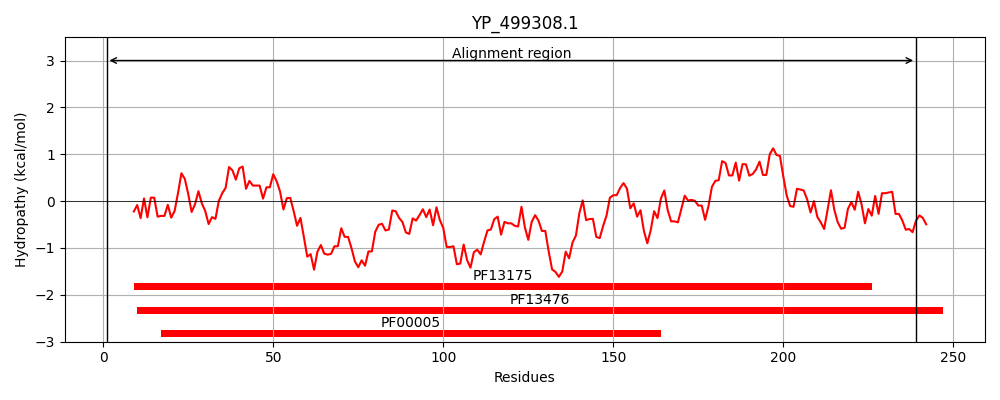 YP_499308.1
Alignment region
3
2
1
0
−1
−2
−3
Hydropathy (kcal/mol)
PF13175
PF13476
PF00005
0
50
100
150
200
250
Residues